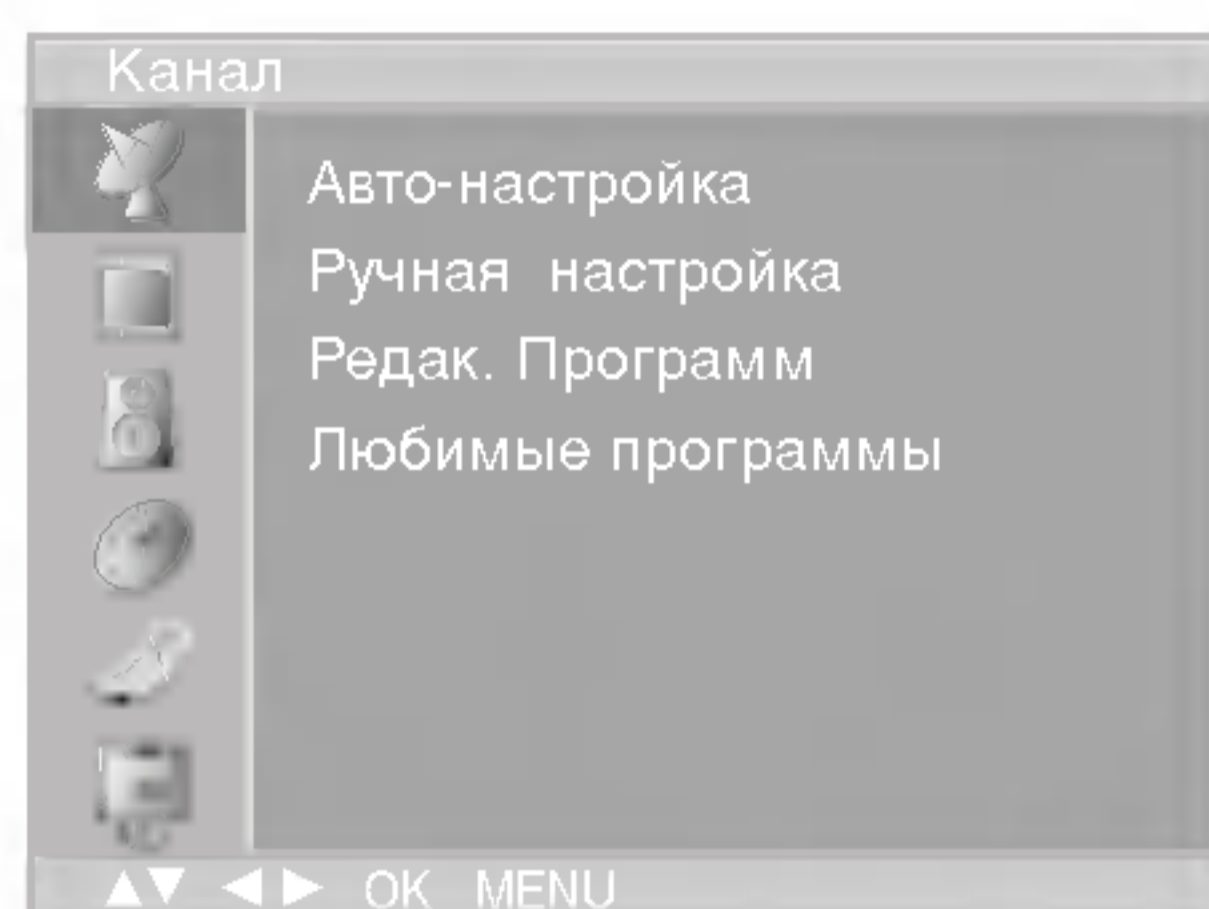 Канал
Авто-настройка
Ручная настройка
Редак. Программ
Любимые программы
▲▼ ◀ ▶ OK MENU